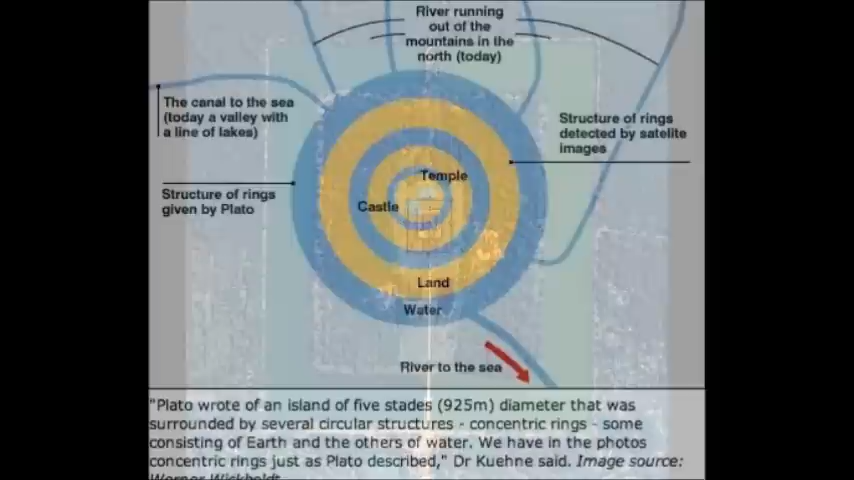 River running
out of the
mountains in the
north (today)
The canal to the sea
(today a valley with
a line of lakes)
Structure of rings
detected by satelite
images
Temple
Structure of rings
given by Plato
Castle
Land
Water
River to the sea
"Plato wrote of an island of five stades (925m) diameter that was
surrounded by several circular structures - concentric rings - some
consisting of Earth and the others of water. We have in the photos
concentric rings just as Plato described," Dr Kuehne said. Image source:
Werner Wickboldt